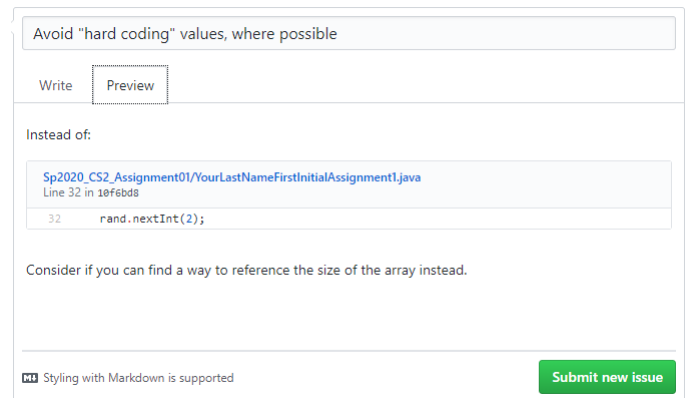 Avoid "hard coding" values, where possible
Write Preview
Instead of:
Sp2020_CS2_Assignment01/YourLastNameFirstInitialAssignment1.java
Line 32 in 10f6bd8
32 rand.nextInt(2);
Consider if you can find a way to reference the size of the array instead.
Styling with Markdown is supported Submit new issue